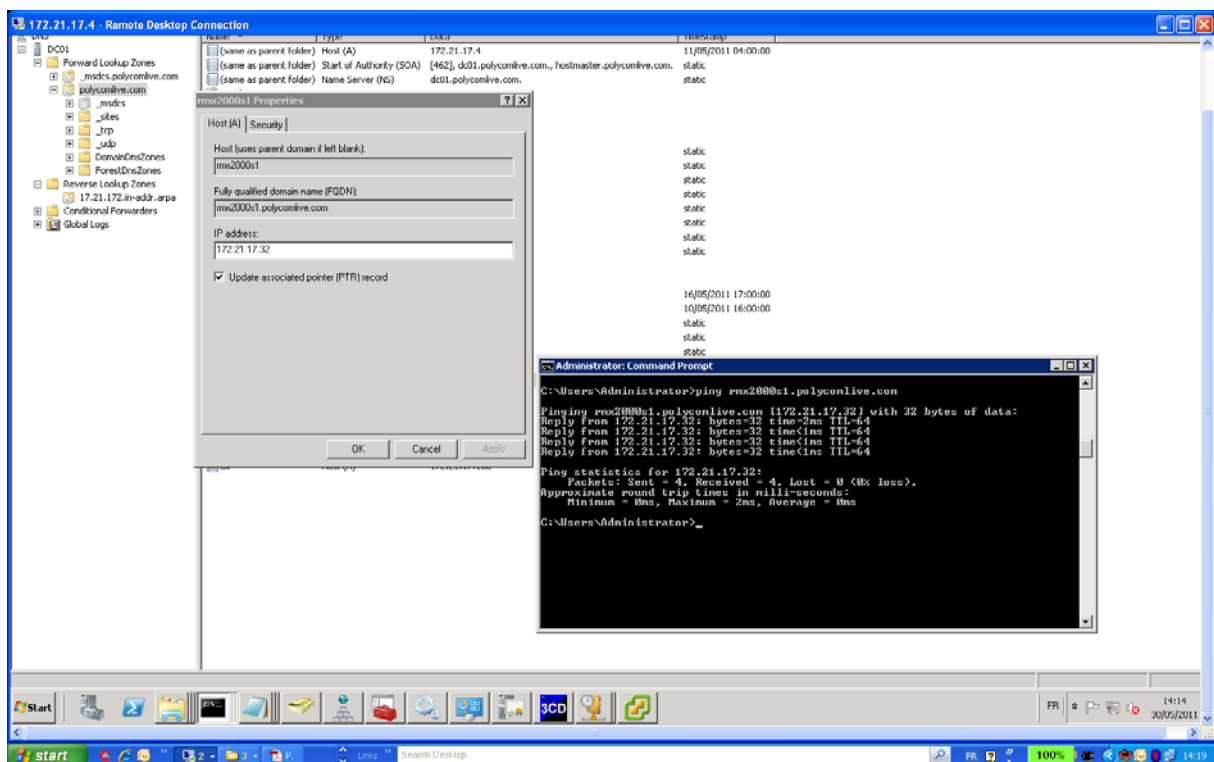 172.21.17.4 - Remote Desktop Connection
DNS
DC01
Forward Lookup Zones
_msdcs.polycomlive.com
polycomlive.com
_msdcs
_sites
_tcp
_udp
DomainDnsZones
ForestDnsZones
Reverse Lookup Zones
17.21.172.in-addr.arpa
Conditional Forwarders
Global Logs
Name Type Data Timestamp
(same as parent folder) Host (A) 172.21.17.4 11/05/2011 04:00:00
(same as parent folder) Start of Authority (SOA) [462], dc01.polycomlive.com., hostmaster.polycomlive.com. static
(same as parent folder) Name Server (NS) dc01.polycomlive.com. static
static
static
static
static
static
static
static
static
16/05/2011 17:00:00
10/05/2011 16:00:00
static
static
static
rmx2000s1 Properties
Host (A) Security
Host (uses parent domain if left blank):
rmx2000s1
Fully qualified domain name (FQDN):
rmx2000s1.polycomlive.com
IP address:
172.21.17.32
Update associated pointer (PTR) record
OK Cancel Apply
Administrator: Command Prompt
C:\Users\Administrator>ping rmx2000s1.polycomlive.com
Pinging rmx2000s1.polycomlive.com [172.21.17.32] with 32 bytes of data:
Reply from 172.21.17.32: bytes=32 time=2ms TTL=64
Reply from 172.21.17.32: bytes=32 time<1ms TTL=64
Reply from 172.21.17.32: bytes=32 time<1ms TTL=64
Reply from 172.21.17.32: bytes=32 time<1ms TTL=64
Ping statistics for 172.21.17.32:
Packets: Sent = 4, Received = 4, Lost = 0 (0% loss),
Approximate round trip times in milli-seconds:
Minimum = 0ms, Maximum = 2ms, Average = 0ms
C:\Users\Administrator>_
Start
3CD
FR
14:14
30/05/2011
start
2
3
P.
Links
Search Desktop
FR
100%
14:19